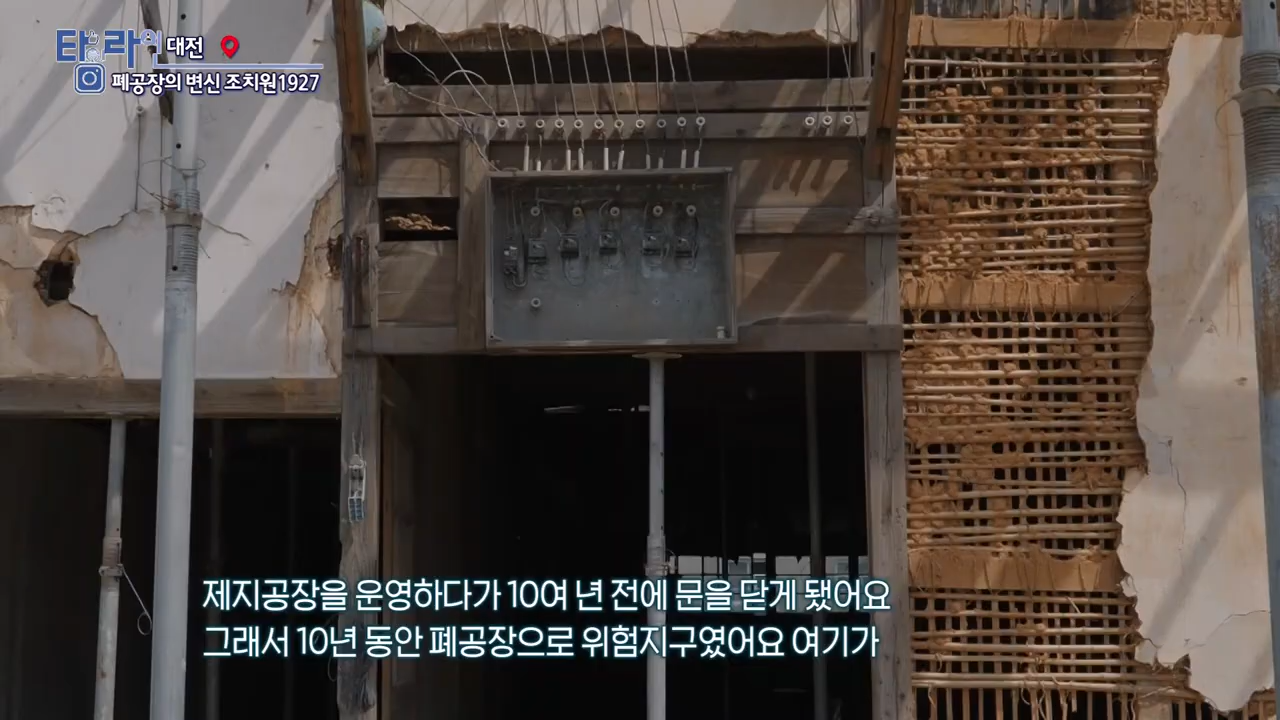 탐라인 대전
폐공장의 변신 조치원1927
제지공장을 운영하다가 10여 년 전에 문을 닫게 됐어요
그래서 10년 동안 폐공장으로 위험지구였어요 여기가